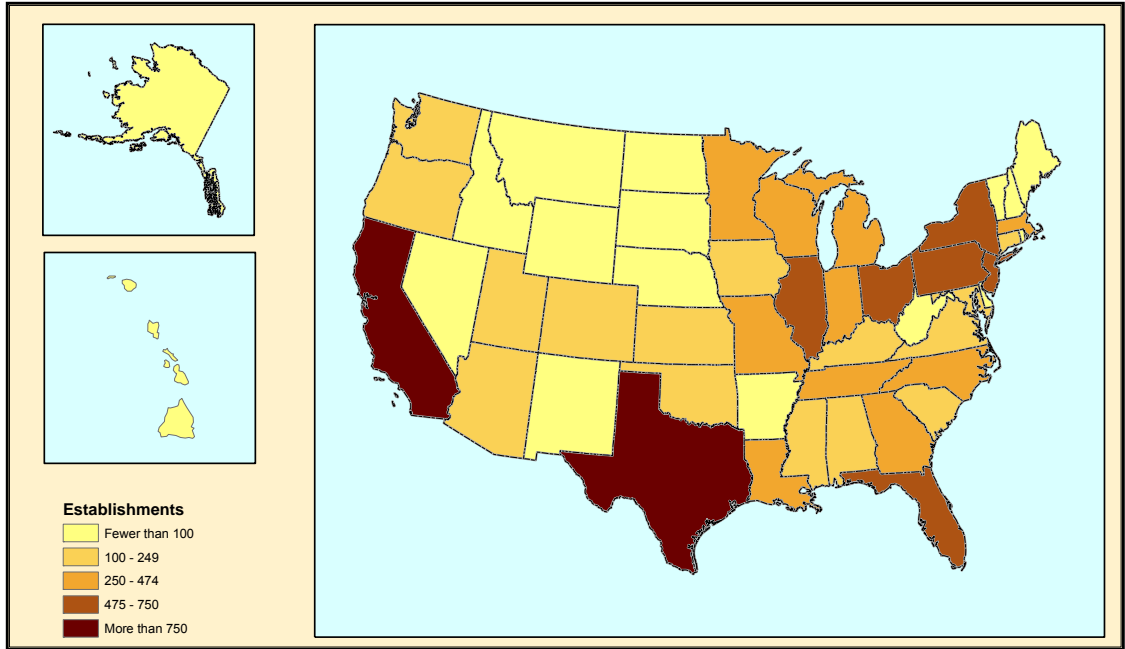 Establishments
Fewer than 100
100 - 249
250 - 474
475 - 750
More than 750